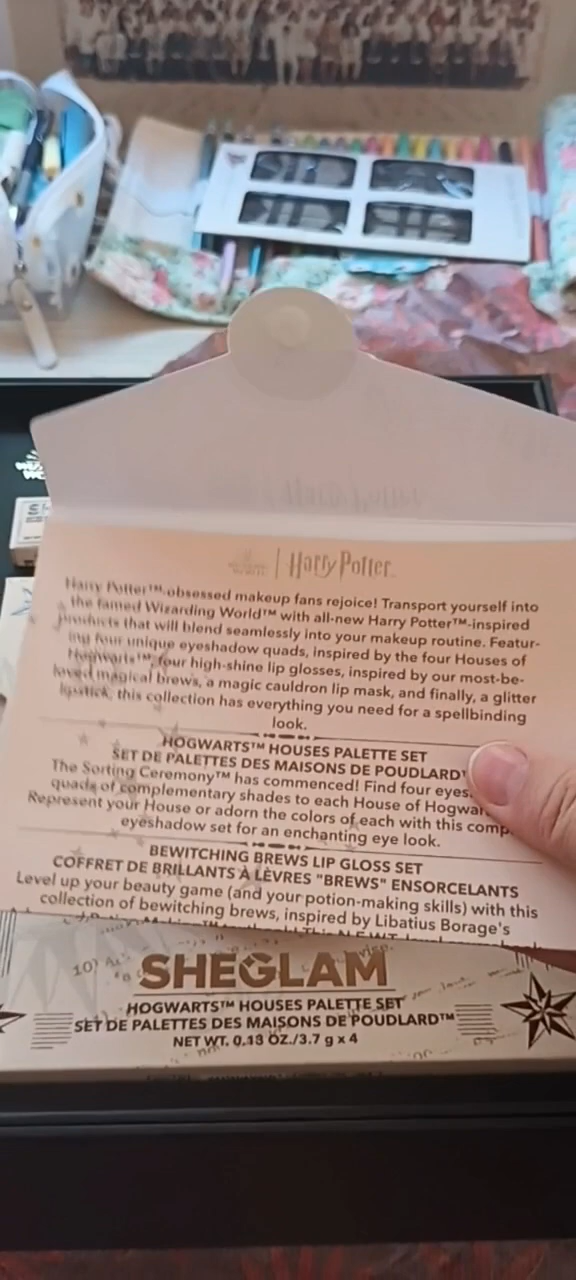 Harry Potter
Harry Potter™-obsessed makeup fans rejoice! Transport yourself into
the famed Wizarding World™ with all-new Harry Potter™-inspired
products that will blend seamlessly into your makeup routine. Featur-
ing four unique eyeshadow quads, inspired by the four Houses of
Hogwarts™, four high-shine lip glosses, inspired by our most-be-
loved magical brews, a magic cauldron lip mask, and finally, a glitter
lipstick, this collection has everything you need for a spellbinding
look.
HOGWARTS™ HOUSES PALETTE SET
SET DE PALETTES DES MAISONS DE POUDLARD
The Sorting Ceremony™ has commenced! Find four eyes
quads of complementary shades to each House of Hogwar
Represent your House or adorn the colors of each with this comp
eyeshadow set for an enchanting eye look.
BEWITCHING BREWS LIP GLOSS SET
COFFRET DE BRILLANTS À LÈVRES "BREWS" ENSORCELANTS
Level up your beauty game (and your potion-making skills) with this
collection of bewitching brews, inspired by Libatius Borage's
10)
SHEGLAM
HOGWARTS™ HOUSES PALETTE SET
SET DE PALETTES DES MAISONS DE POUDLARD™
NET WT. 0.13 OZ./3.7 g x 4